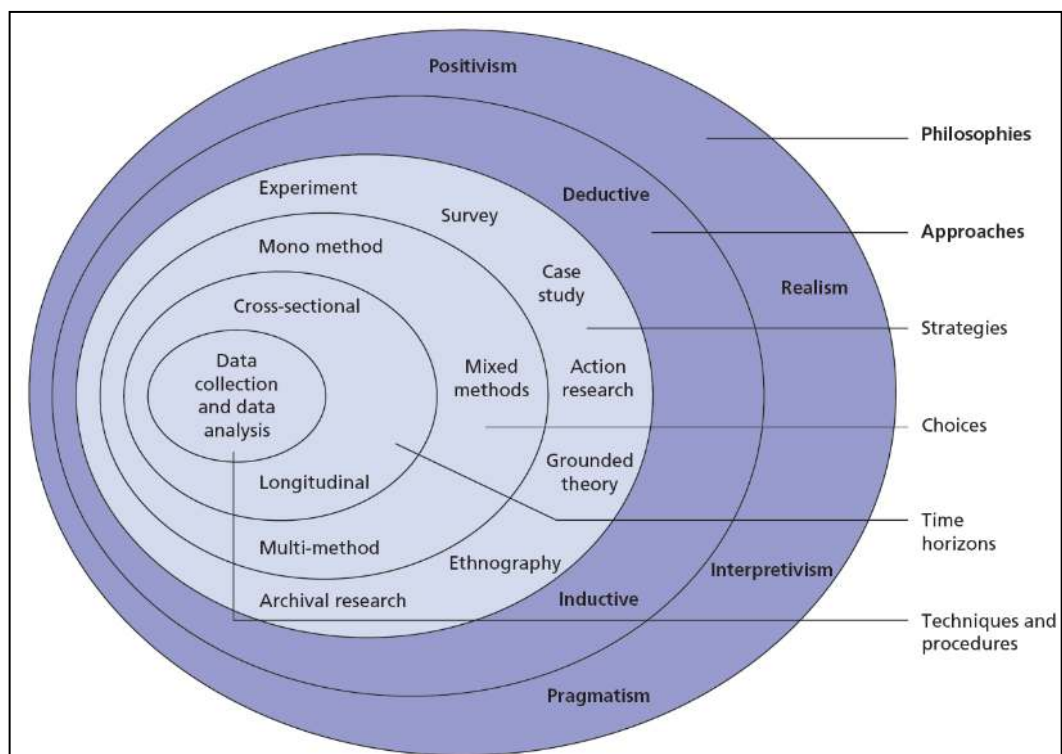 Positivism
Philosophies
Experiment
Deductive
Survey
Approaches
Mono method
Case
study
Realism
Cross-sectional
Strategies
Data
collection
and data
analysis
Mixed
methods
Action
research
Choices
Grounded
theory
Longitudinal
Time
horizons
Multi-method
Ethnography
Interpretivism
Archival research
Inductive
Techniques and
procedures
Pragmatism